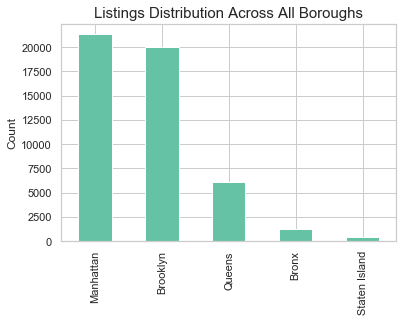 Listings Distribution Across All Boroughs
Count
20000
17500
15000
12500
10000
7500
5000
2500
0
Manhattan
Brooklyn
Queens
Bronx
Staten Island